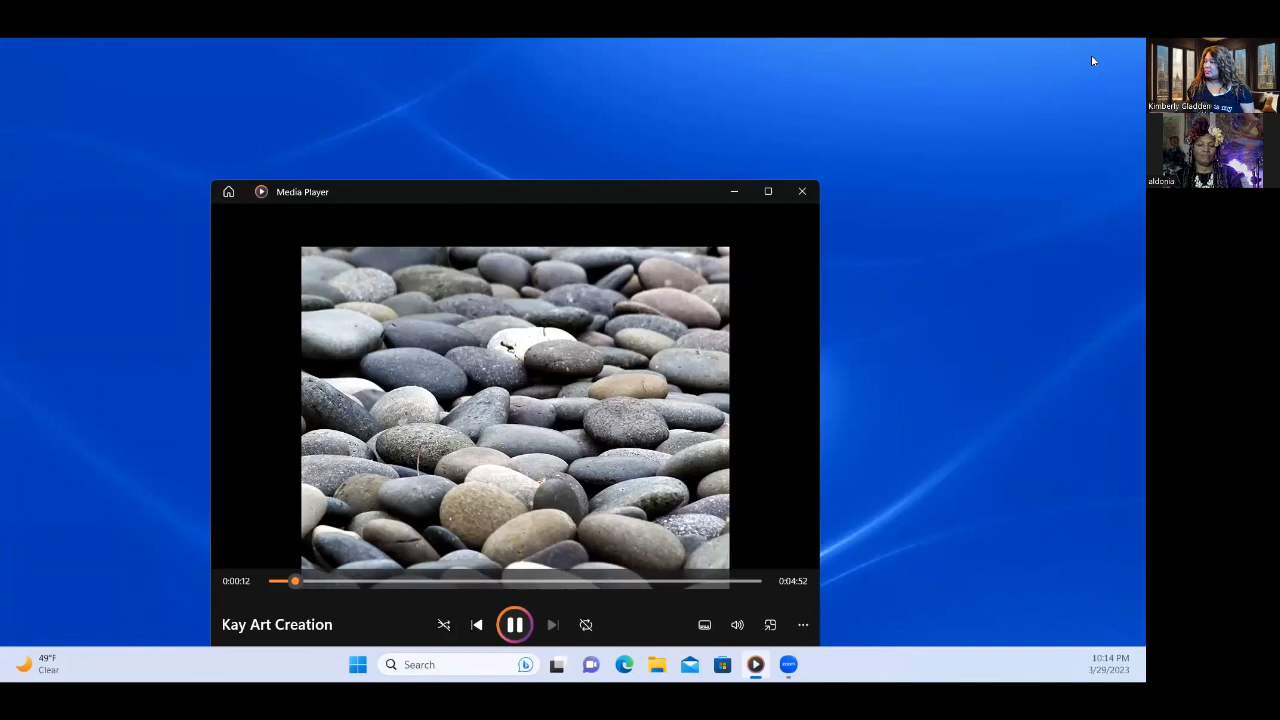 Kimberly Gladden
aldonia
Media Player
0:00:12
0:04:52
Kay Art Creation
49°F
Clear
Search
zoom
10:14 PM
3/29/2023